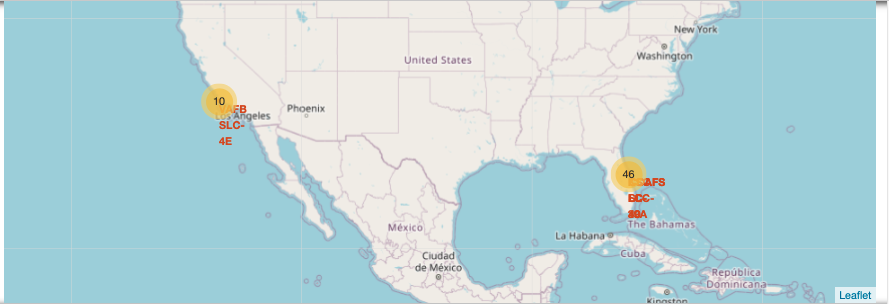 New York
Washington
United States
10
Los Angeles
Phoenix
SLC-
4E
46
México
La Habana
The Bahamas
Cuba
Ciudad
de México
República
Dominicana
Kingston
Leaflet